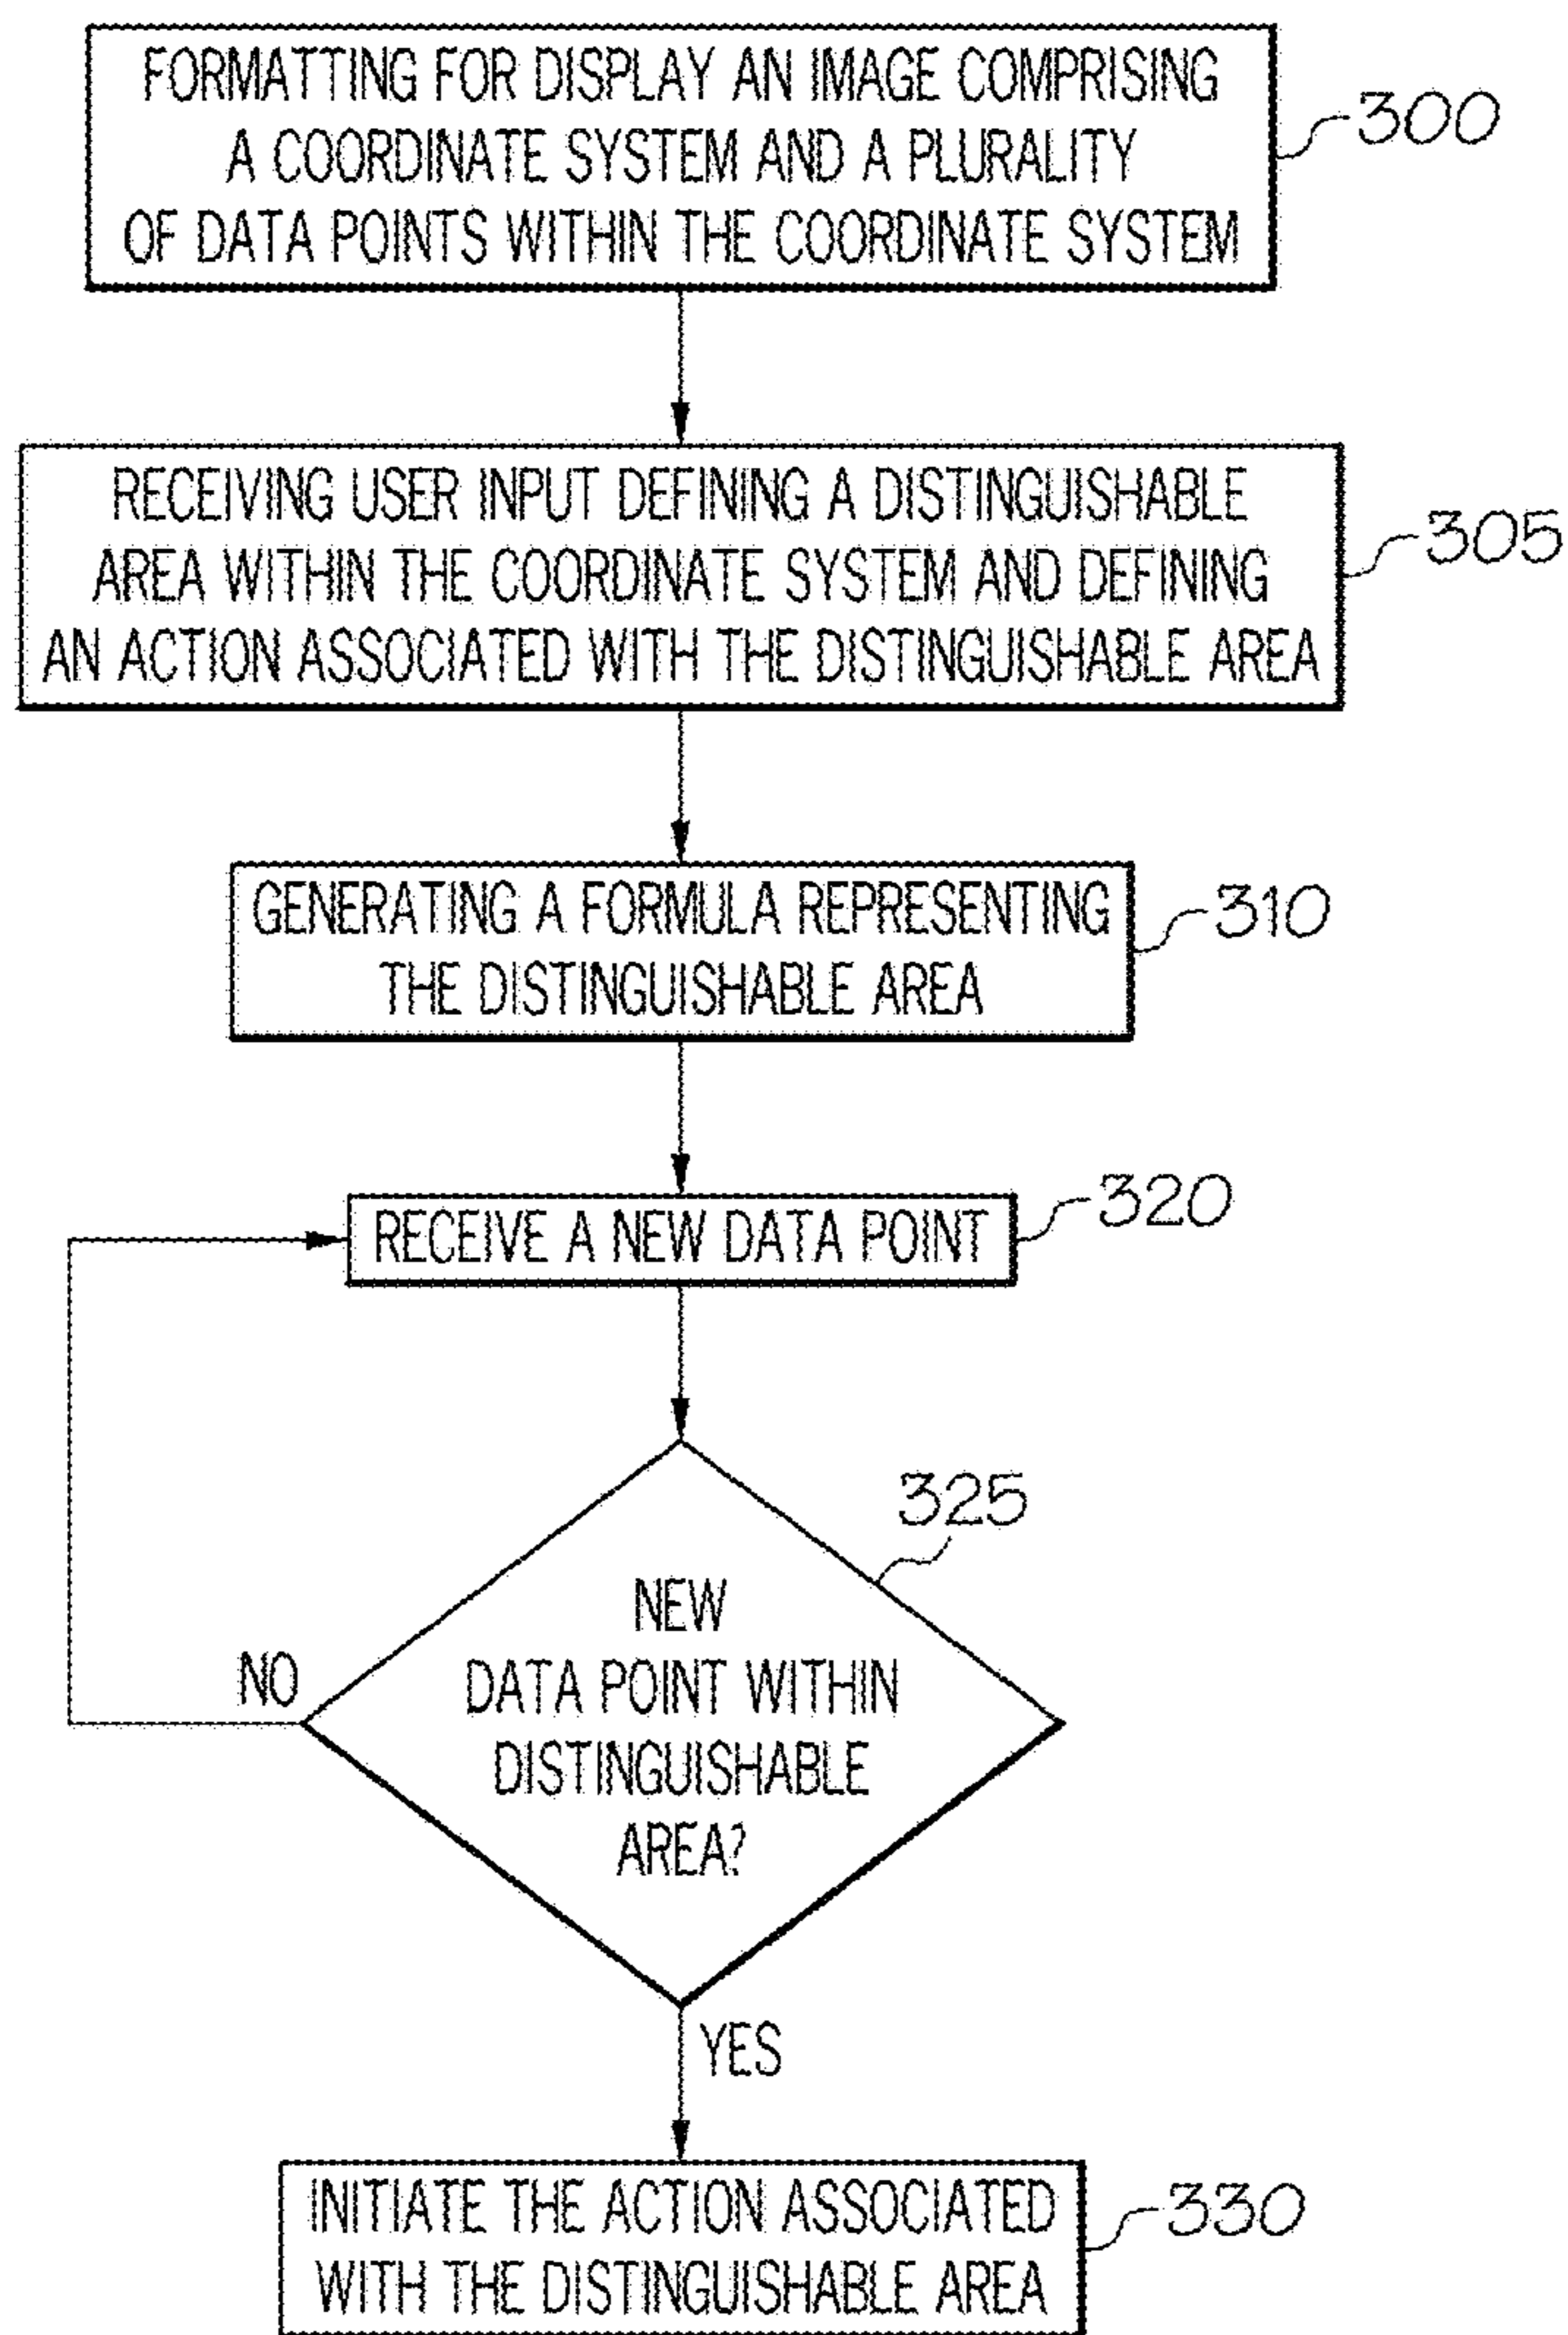 FORMATTING FOR DISPLAY AN IMAGE COMPRISING
A COORDINATE SYSTEM AND A PLURALITY
OF DATA POINTS WITHIN THE COORDINATE SYSTEM
300
RECEIVING USER INPUT DEFINING A DISTINGUISHABLE
AREA WITHIN THE COORDINATE SYSTEM AND DEFINING
AN ACTION ASSOCIATED WITH THE DISTINGUISHABLE AREA
305
GENERATING A FORMULA REPRESENTING
THE DISTINGUISHABLE AREA
310
RECEIVE A NEW DATA POINT
320
325
NEW
DATA POINT WITHIN
DISTINGUISHABLE
AREA?
NO
YES
INITIATE THE ACTION ASSOCIATED
WITH THE DISTINGUISHABLE AREA
330